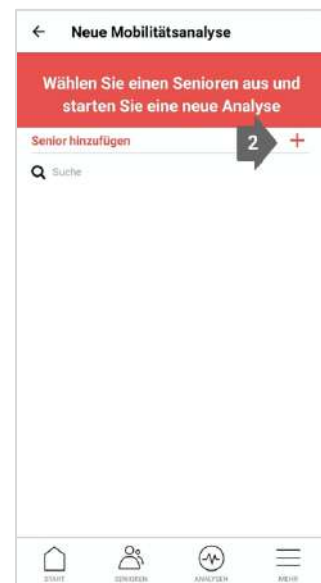 ← Neue Mobilitätsanalyse
Wählen Sie einen Senioren aus und
starten Sie eine neue Analyse
Senior hinzufügen 2 +
Suche
START SENIOREN ANALYSEN MEHR